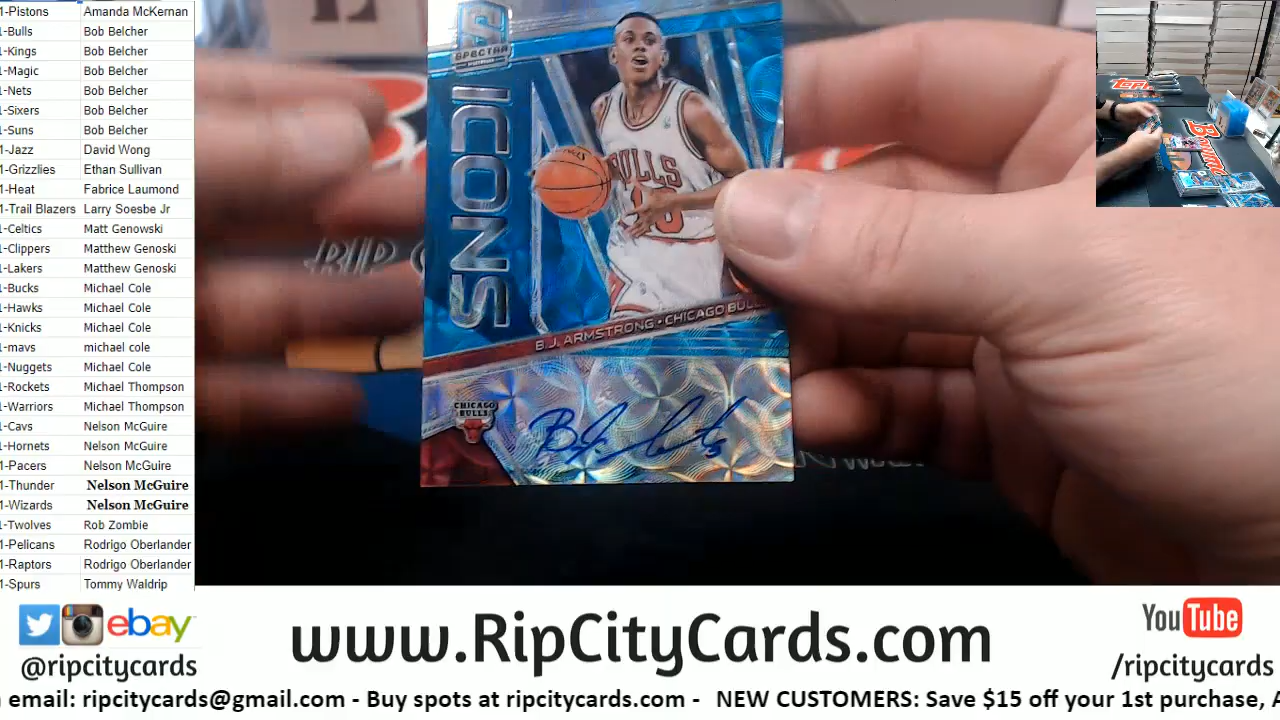 1-Pistons Amanda McKernan
1-Bulls Bob Belcher
1-Kings Bob Belcher
1-Magic Bob Belcher
1-Nets Bob Belcher
1-Sixers Bob Belcher
1-Suns Bob Belcher
1-Jazz David Wong
1-Grizzlies Ethan Sullivan
1-Heat Fabrice Laumond
1-Trail Blazers Larry Soesbe Jr
1-Celtics Matt Genowski
1-Clippers Matthew Genoski
1-Lakers Matthew Genoski
1-Bucks Michael Cole
1-Hawks Michael Cole
1-Knicks Michael Cole
1-mavs michael cole
1-Nuggets Michael Cole
1-Rockets Michael Thompson
1-Warriors Michael Thompson
1-Cavs Nelson McGuire
1-Hornets Nelson McGuire
1-Pacers Nelson McGuire
1-Thunder Nelson McGuire
1-Wizards Nelson McGuire
1-Twolves Rob Zombie
1-Pelicans Rodrigo Oberlander
1-Raptors Rodrigo Oberlander
1-Spurs Tommy Waldrip
SPECTRA
ICONS
BULLS
10
B.J. ARMSTRONG • CHICAGO BULLS
CHICAGO
BULLS
Topps
Bowman
RIP
ebay
@ripcitycards
www.RipCityCards.com
YouTube
/ripcitycards
email: ripcitycards@gmail.com - Buy spots at ripcitycards.com - NEW CUSTOMERS: Save $15 off your 1st purchase, A